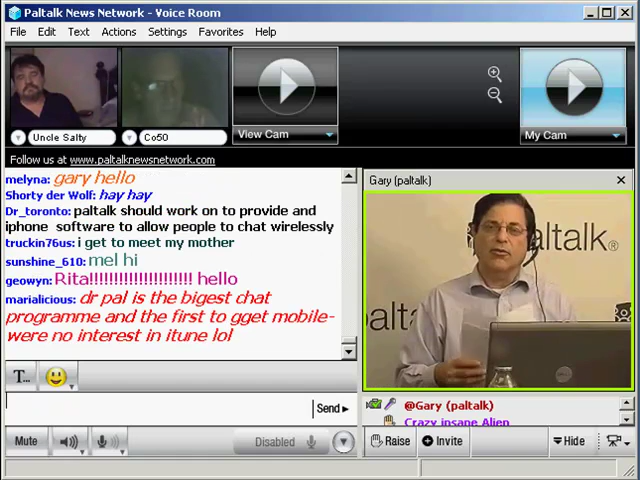 Paltalk News Network - Voice Room
File Edit Text Actions Settings Favorites Help
Uncle Salty
Co50
View Cam
My Cam
Follow us at www.paltalknewsnetwork.com
melyna: gary hello
Shorty der Wolf: hay hay
Dr_toronto: paltalk should work on to provide and
iphone software to allow people to chat wirelessly
truckin76us: i get to meet my mother
sunshine_610: mel hi
geowyn: Rita!!!!!!!!!!!!!!!!!!!!! hello
marialicious: dr pal is the bigest chat
programme and the first to gget mobile-
were no interest in itune lol
Gary (paltalk)
paltalk®
paltalk
DELL
T...
Send
@Gary (paltalk)
Crazy insane Alien
Mute
Disabled
Raise
Invite
Hide